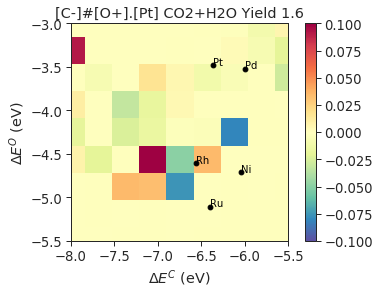 [C-]#[O+].[Pt] CO2+H2O Yield 1.6
−3.0
−3.5
−4.0
−4.5
−5.0
−5.5
ΔE^O (eV)
Pt
Pd
Rh
Ni
Ru
−8.0 −7.5 −7.0 −6.5 −6.0 −5.5
ΔE^C (eV)
0.100
0.075
0.050
0.025
0.000
−0.025
−0.050
−0.075
−0.100